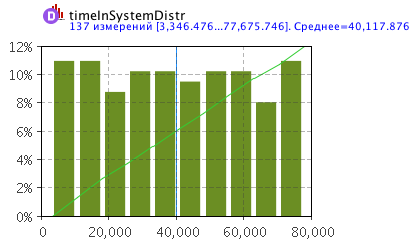 D timeInSystemDistr
137 измерений [3,346.476...77,675.746]. Среднее=40,117.876
12%
10%
8%
6%
4%
2%
0%
0 20,000 40,000 60,000 80,000